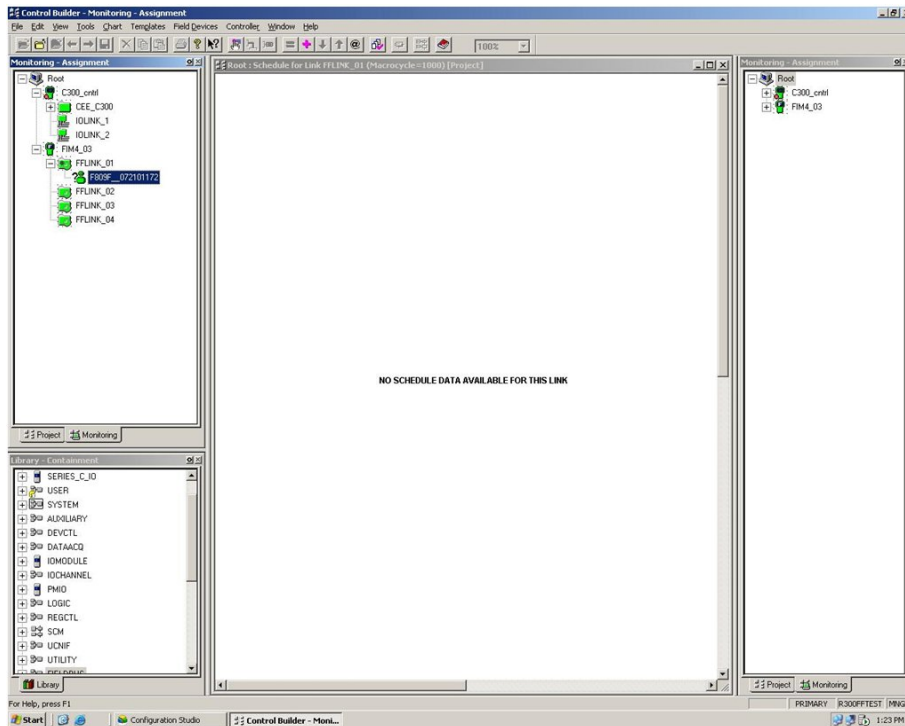 Control Builder - Monitoring - Assignment
File Edit View Tools Chart Templates Field Devices Controller Window Help
100%
Monitoring - Assignment
Root
C300_cntrl
CEE_C300
IOLINK_1
IOLINK_2
FIM4_03
FFLINK_01
F809F__072101172
FFLINK_02
FFLINK_03
FFLINK_04
Project Monitoring
Library - Containment
SERIES_C_IO
USER
SYSTEM
AUXILIARY
DEVCTL
DATAACQ
IOMODULE
IOCHANNEL
PMIO
LOGIC
REGCTL
SCM
UCNIF
UTILITY
FIELDBUS
Library
Root : Schedule for Link FFLINK_01 (Macrocycle=1000) [Project]
NO SCHEDULE DATA AVAILABLE FOR THIS LINK
Monitoring - Assignment
Root
C300_cntrl
FIM4_03
Project Monitoring
For Help, press F1
PRIMARY R300FFTEST MNG
Start Configuration Studio Control Builder - Moni... 1:23 PM